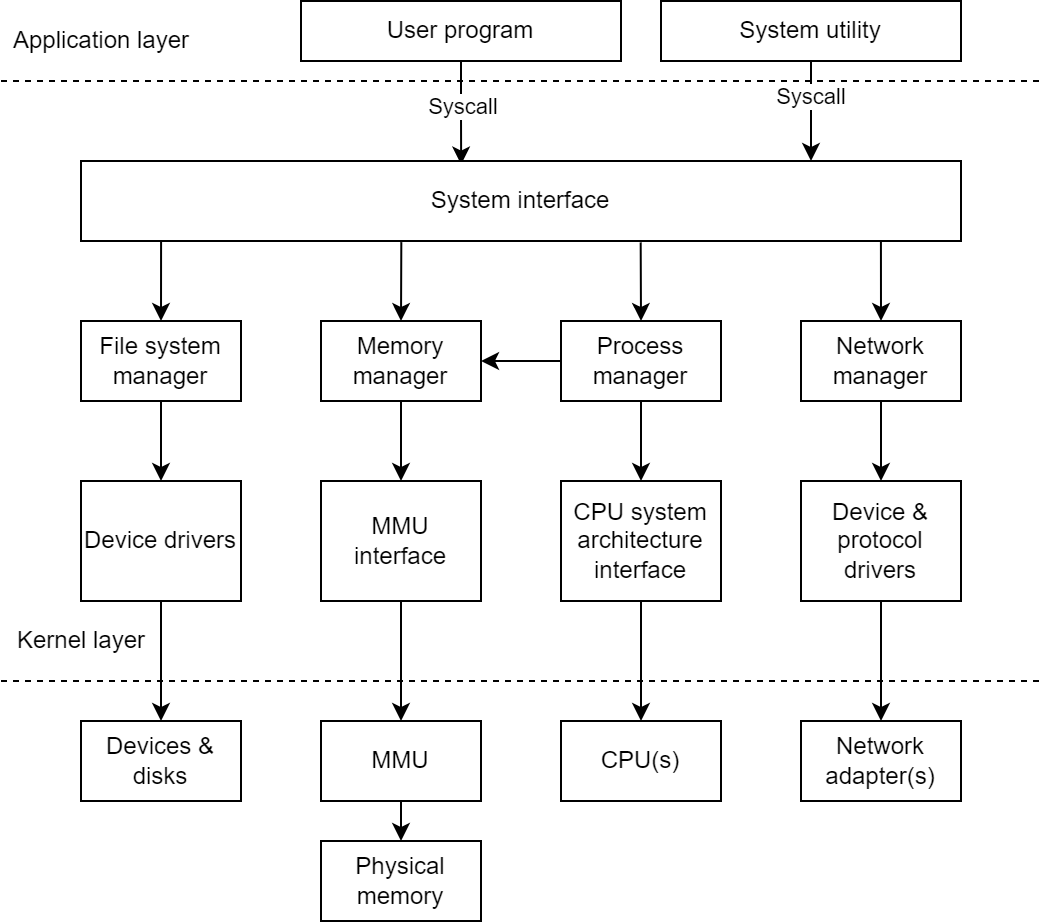 Application layer
User program
System utility
Syscall
Syscall
System interface
File system
manager
Memory
manager
Process
manager
Network
manager
Device drivers
MMU
interface
CPU system
architecture
interface
Device &
protocol
drivers
Kernel layer
Devices &
disks
MMU
CPU(s)
Network
adapter(s)
Physical
memory